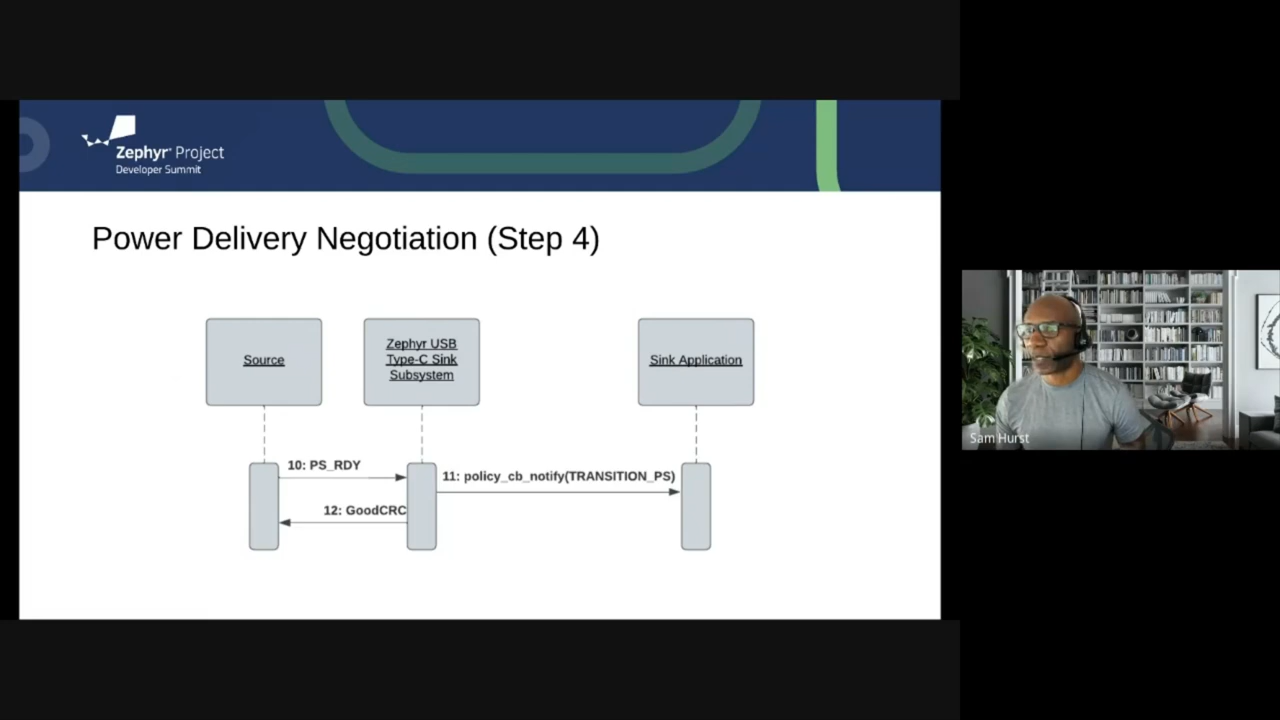 Zephyr® Project
Developer Summit
Power Delivery Negotiation (Step 4)
Source
Zephyr USB
Type-C Sink
Subsystem
Sink Application
10: PS_RDY
11: policy_cb_notify(TRANSITION_PS)
12: GoodCRC
Sam Hurst